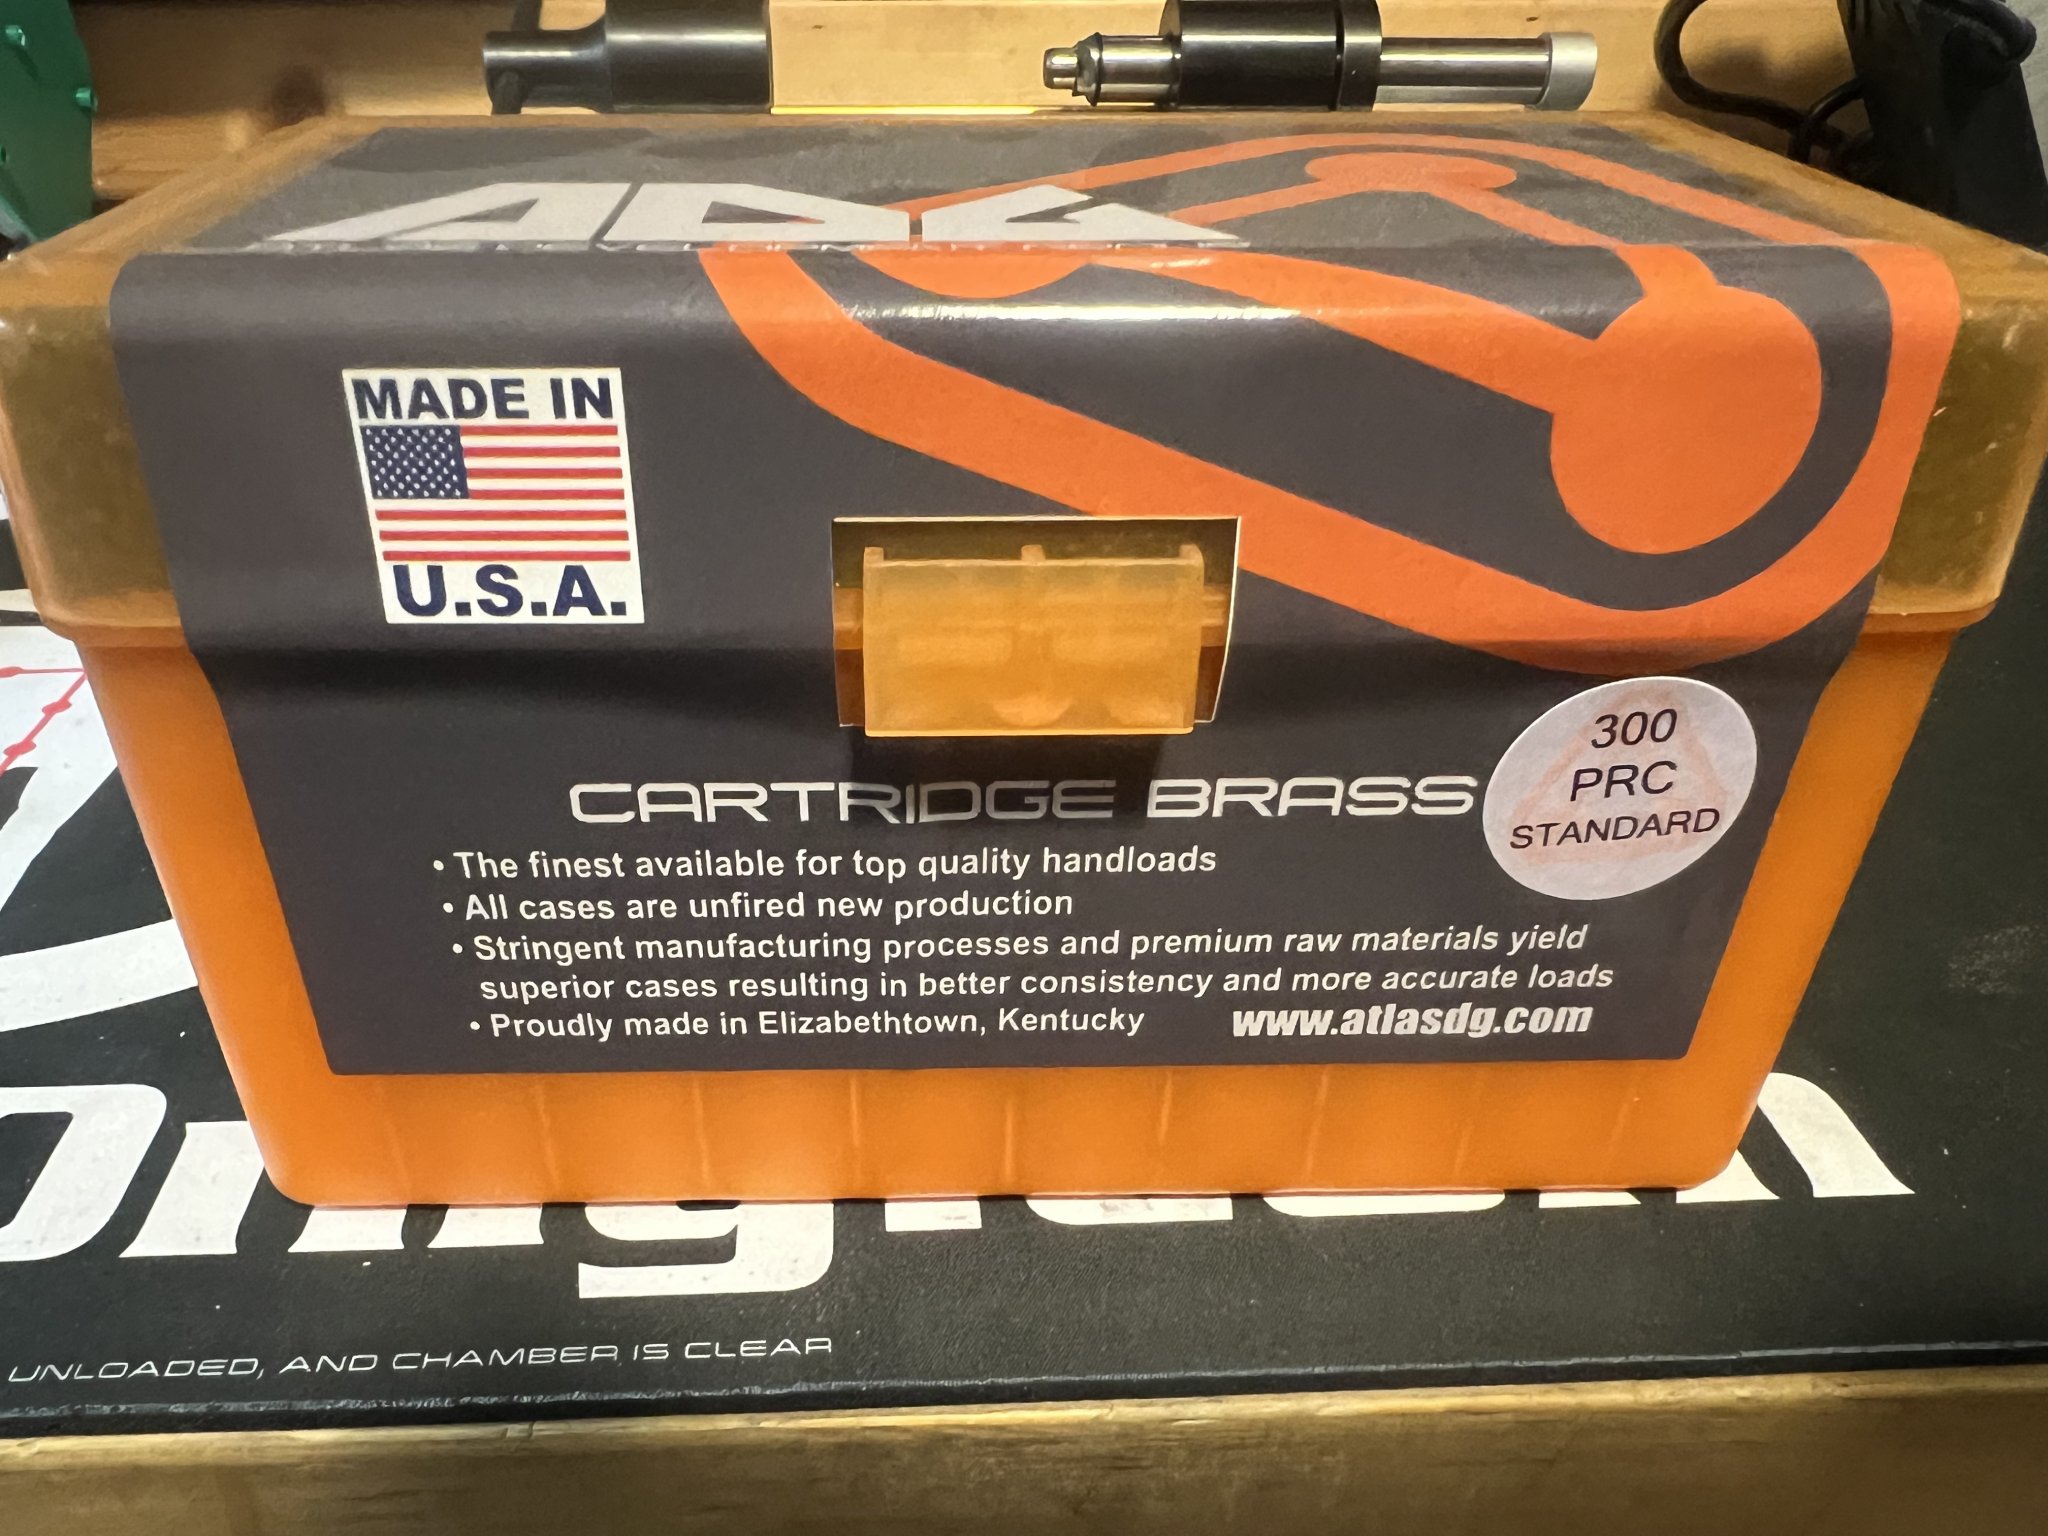 ADG
MADE IN
U.S.A.
CARTRIDGE BRASS
300
PRC
STANDARD
• The finest available for top quality handloads
• All cases are unfired new production
• Stringent manufacturing processes and premium raw materials yield
superior cases resulting in better consistency and more accurate loads
• Proudly made in Elizabethtown, Kentucky
www.atlasdg.com
UNLOADED, AND CHAMBER IS CLEAR